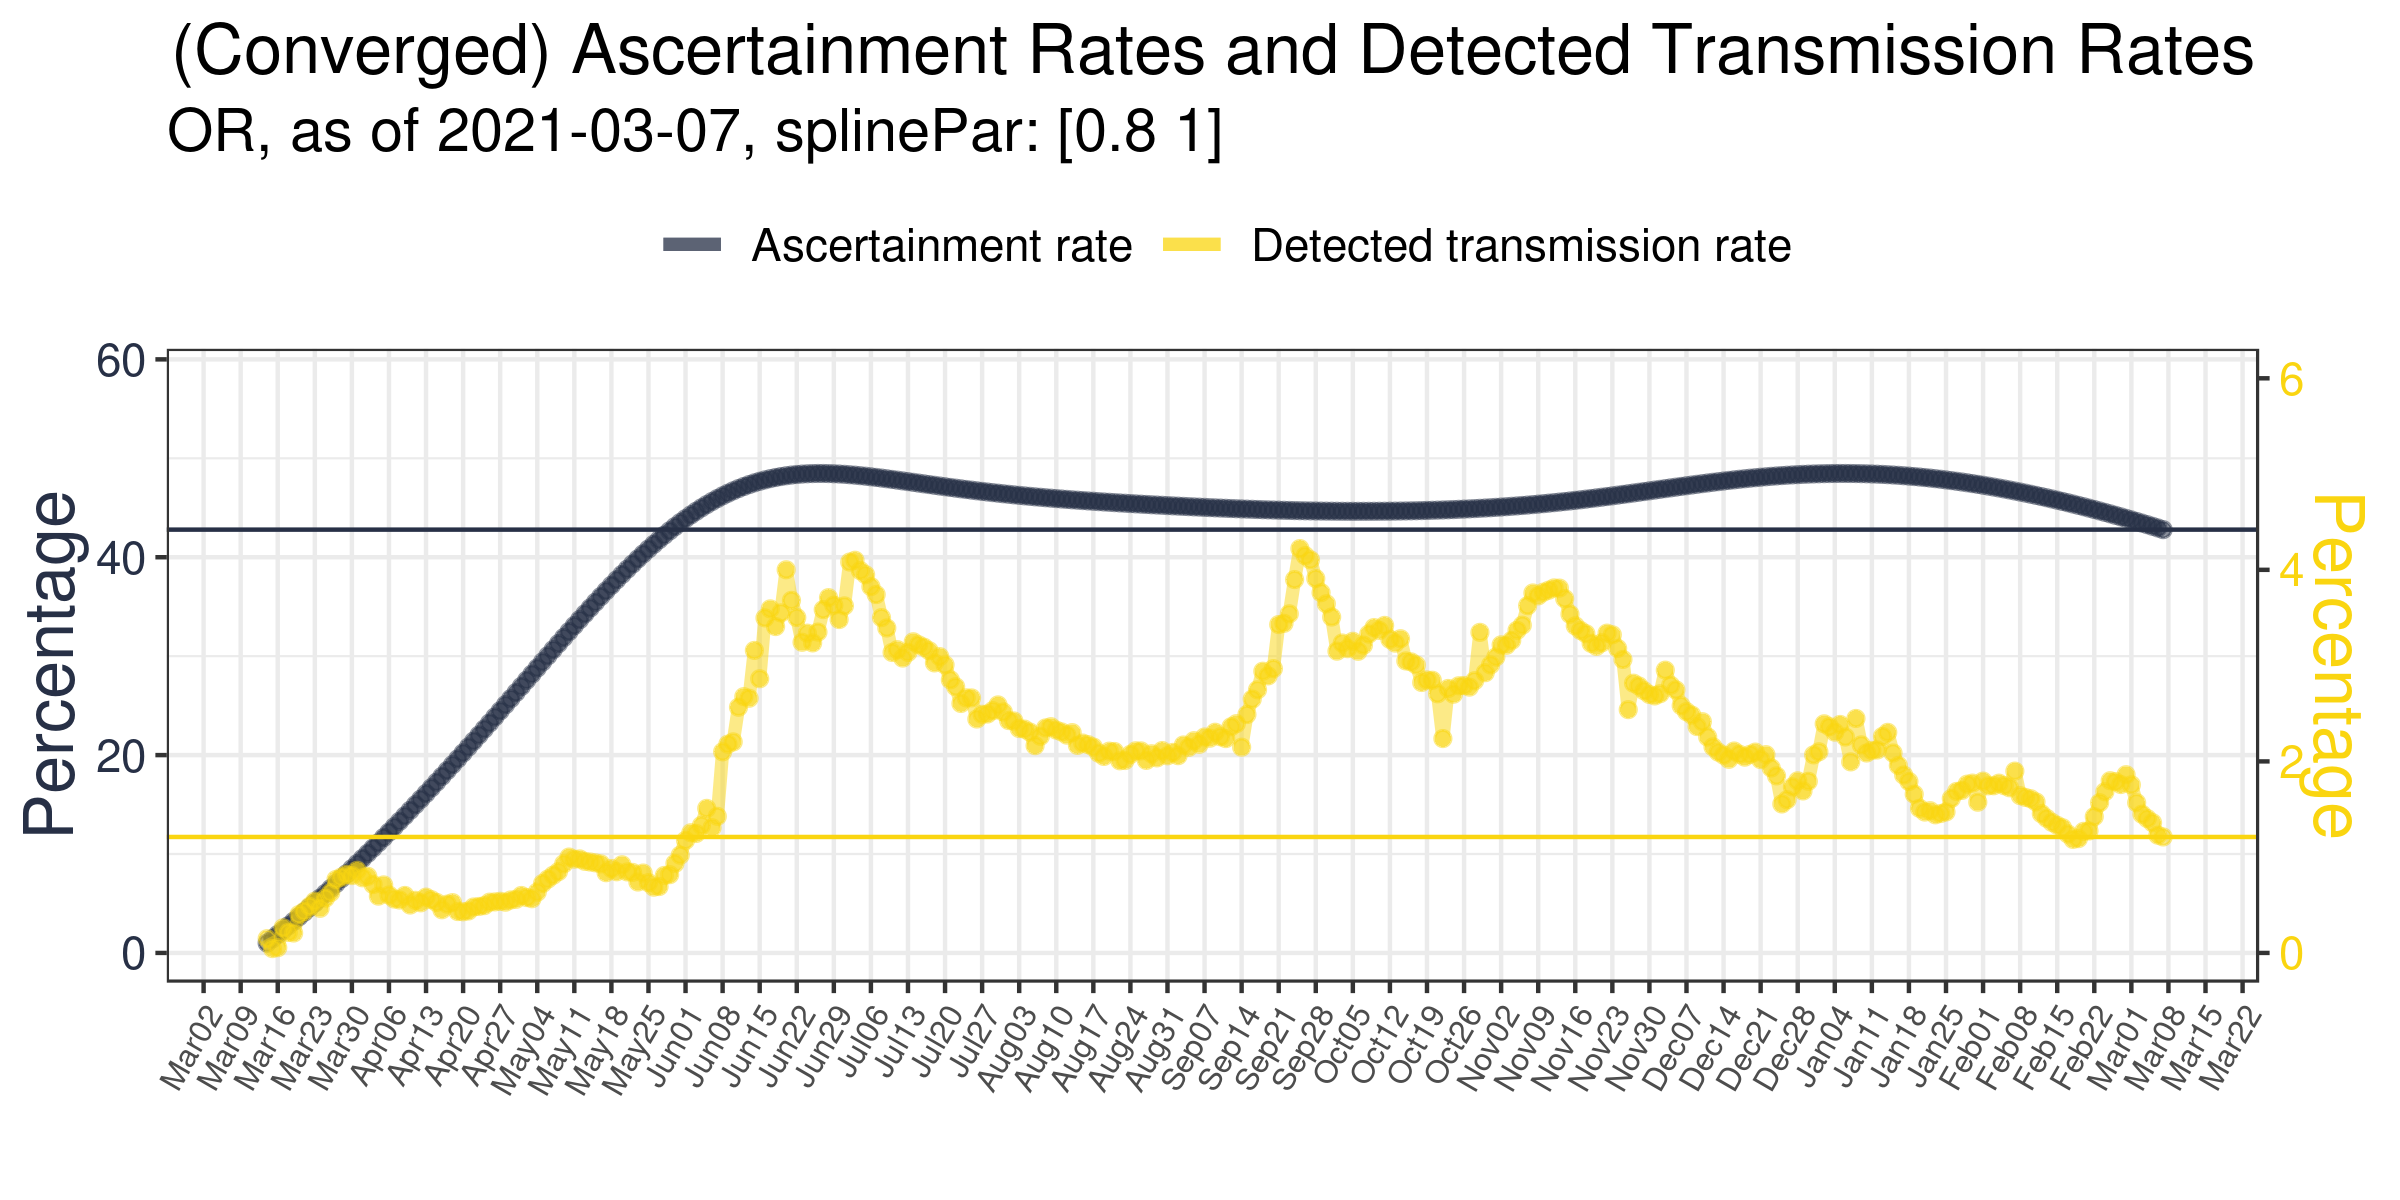 (Converged) Ascertainment Rates and Detected Transmission Rates
OR, as of 2021-03-07, splinePar: [0.8 1]
Ascertainment rate Detected transmission rate
Percentage
60
40
20
0
6
4
2
0
Percentage
Mar02 Mar09 Mar16 Mar23 Mar30 Apr06 Apr13 Apr20 Apr27 May04 May11 May18 May25 Jun01 Jun08 Jun15 Jun22 Jun29 Jul06 Jul13 Jul20 Jul27 Aug03 Aug10 Aug17 Aug24 Aug31 Sep07 Sep14 Sep21 Sep28 Oct05 Oct12 Oct19 Oct26 Nov02 Nov09 Nov16 Nov23 Nov30 Dec07 Dec14 Dec21 Dec28 Dec04 Jan11 Jan18 Jan25 Feb01 Feb08 Feb15 Feb22 Mar01 Mar08 Mar15 Mar22